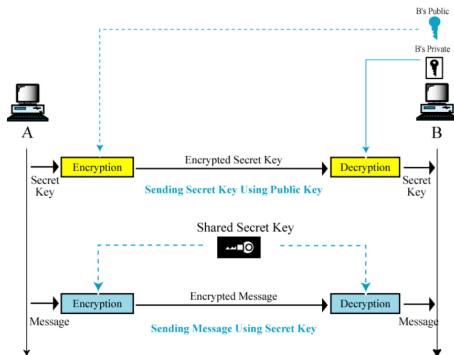 B's Public
B's Private
A
B
Encryption
Encrypted Secret Key
Decryption
Secret
Key
Secret
Key
Sending Secret Key Using Public Key
Shared Secret Key
Encryption
Encrypted Message
Decryption
Message
Message
Sending Message Using Secret Key